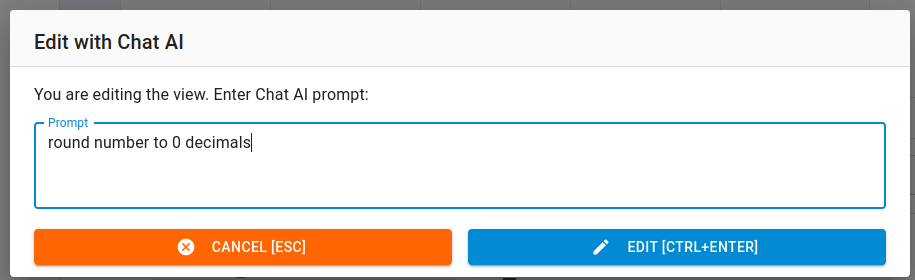 Edit with Chat AI
You are editing the view. Enter Chat AI prompt:
Prompt
round number to 0 decimals
CANCEL [ESC]
EDIT [CTRL+ENTER]